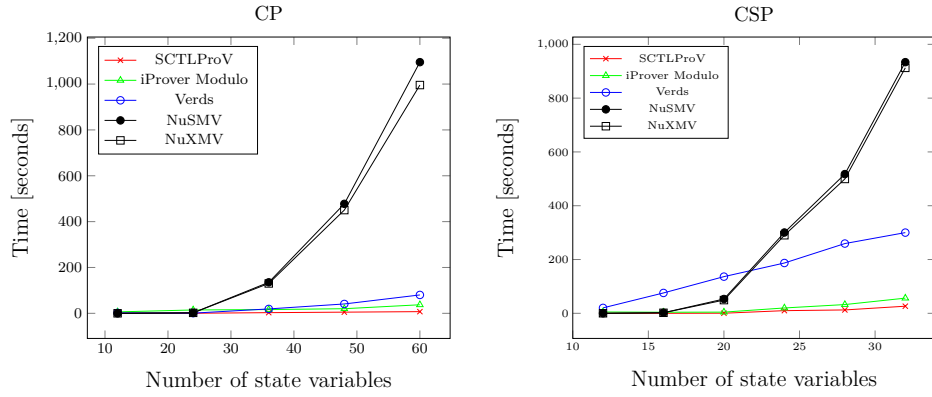 CP
1,200
1,000
800
600
400
200
0
Time [seconds]
SCTLProV
iProver Modulo
Verds
NuSMV
NuXMV
10 20 30 40 50 60
Number of state variables
CSP
1,000
800
600
400
200
0
Time [seconds]
SCTLProV
iProver Modulo
Verds
NuSMV
NuXMV
10 15 20 25 30
Number of state variables